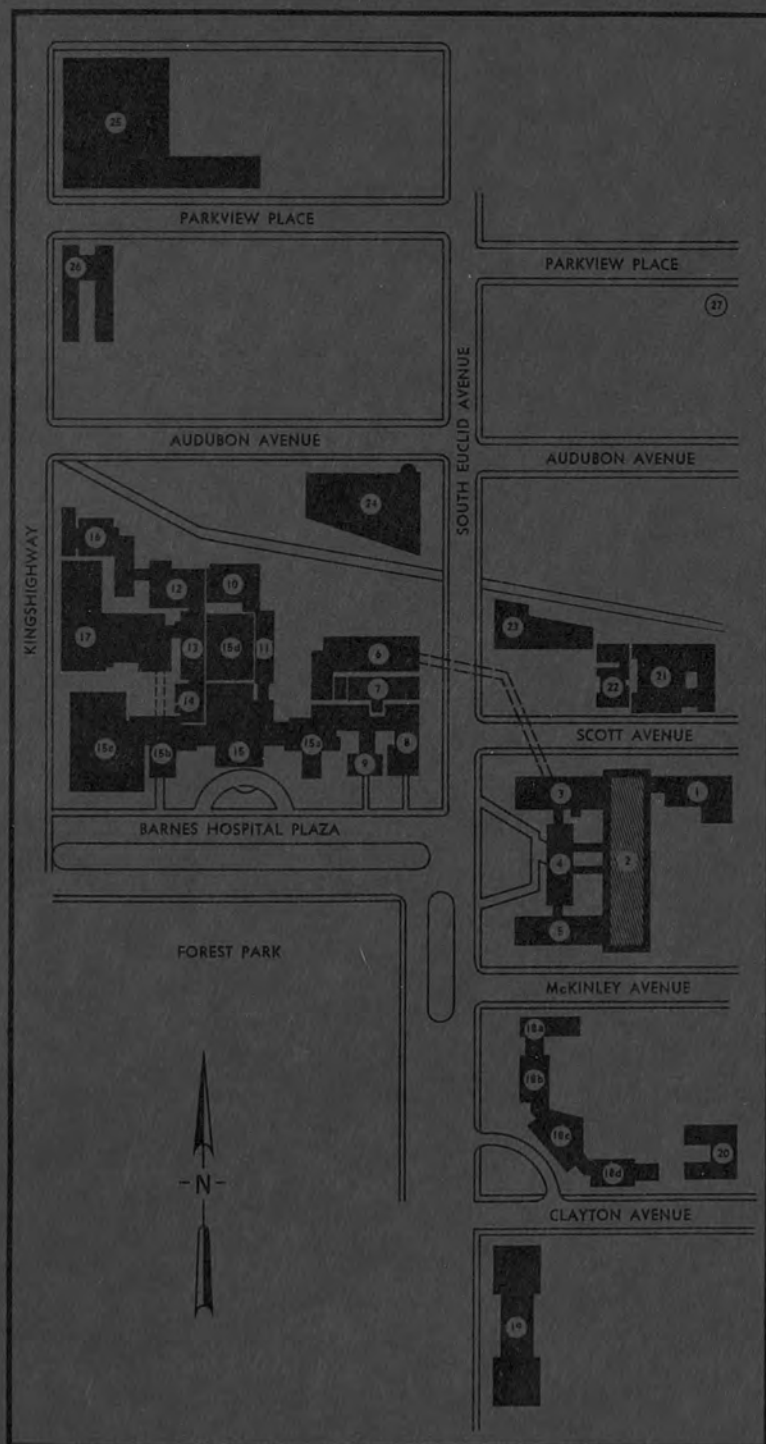 25
PARKVIEW PLACE
26
PARKVIEW PLACE
27
SOUTH EUCLID AVENUE
AUDUBON AVENUE
AUDUBON AVENUE
KINGSHIGHWAY
24
16
12
10
17
13
15d
11
6
7
14
23
22
21
15c
15b
15
15a
9
8
SCOTT AVENUE
3
1
BARNES HOSPITAL PLAZA
4
2
5
FOREST PARK
McKINLEY AVENUE
18a
18b
18c
18d
20
-N-
CLAYTON AVENUE
19